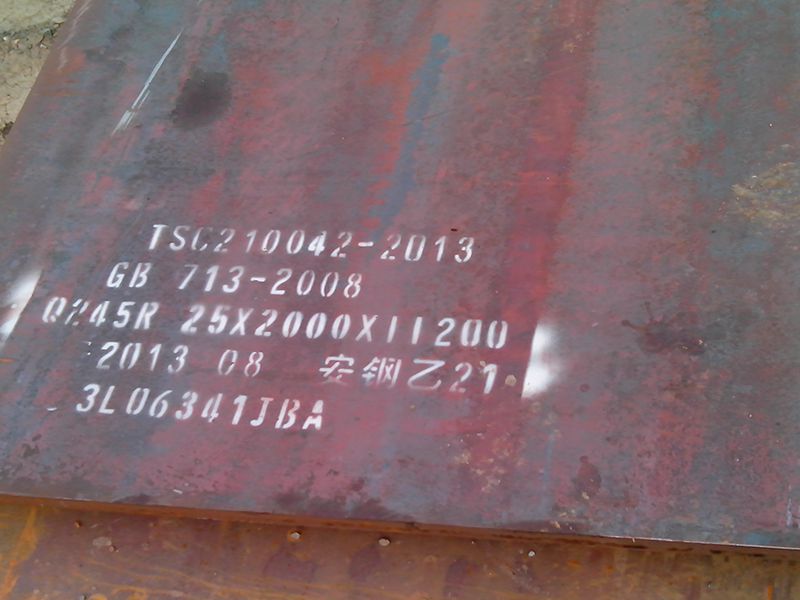 TSC210042-2013
GB 713-2008
Q245R 25X2000X11200
2013 08 安钢乙21
3L06341JBA